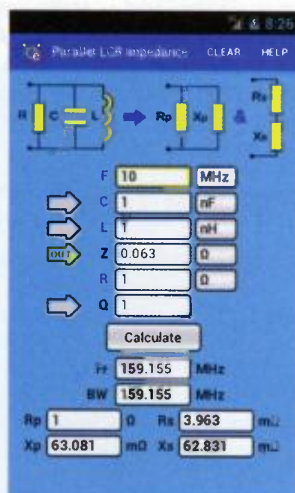 8:26
Parallel LCR impedance CLEAR HELP
R C L Rp Xp & Rs Xs
F 10 MHz
C 1 nF
L 1 nH
OUT Z 0.063 Ω
R 1 Ω
Q 1
Calculate
Fr 159.155 MHz
BW 159.155 MHz
Rp 1 Ω Rs 3.963 mΩ
Xp 63.081 mΩ Xs 62.831 mΩ